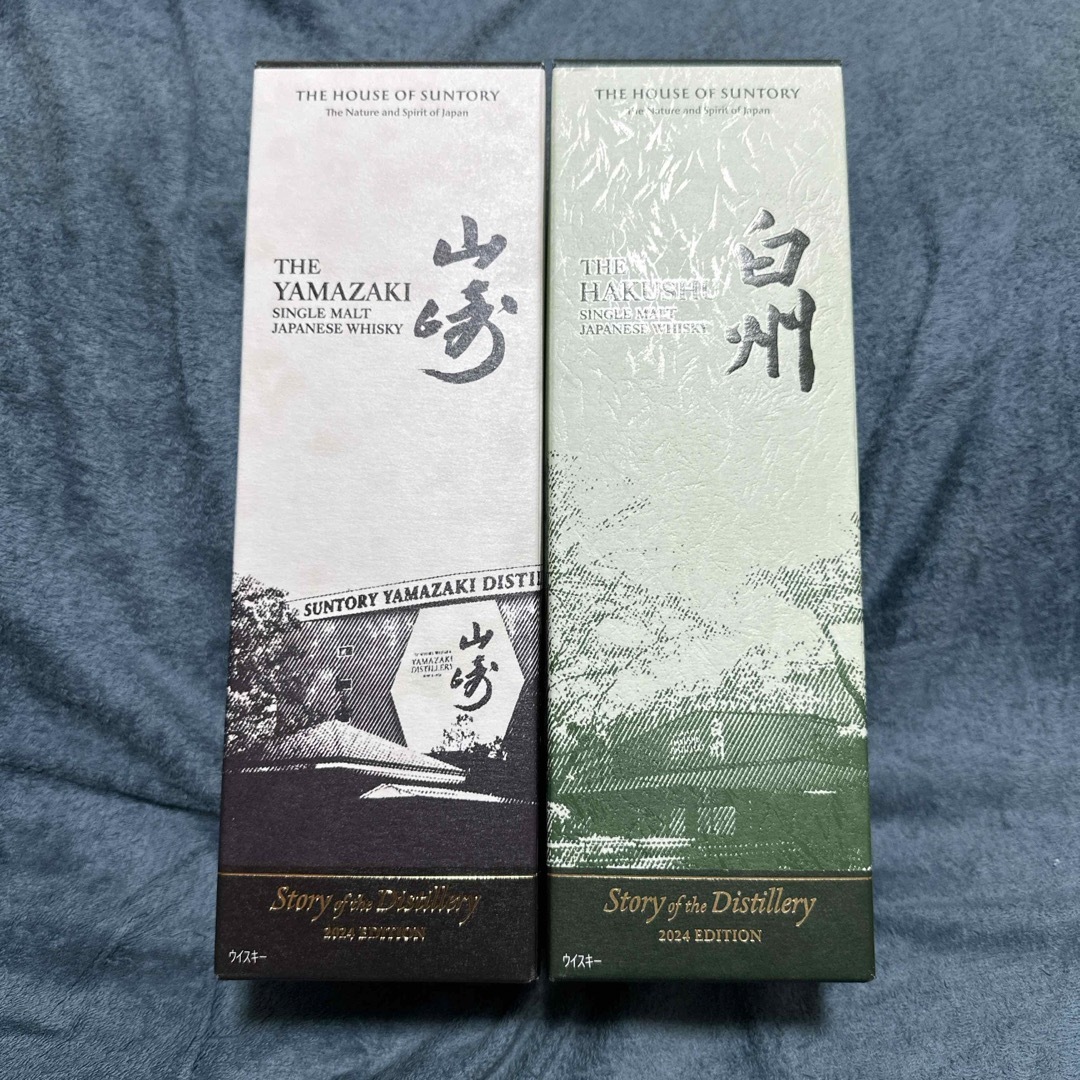 THE HOUSE OF SUNTORY
The Nature and Spirit of Japan
THE
YAMAZAKI
SINGLE MALT
JAPANESE WHISKY
山崎
SUNTORY YAMAZAKI DISTI
YAMAZAKI
DISTILLERY
山崎
Story of the Distillery
2024 EDITION
ウイスキー
THE HOUSE OF SUNTORY
The Nature and Spirit of Japan
THE
HAKUSHU
SINGLE MALT
JAPANESE WHISKY
白州
Story of the Distillery
2024 EDITION
ウイスキー